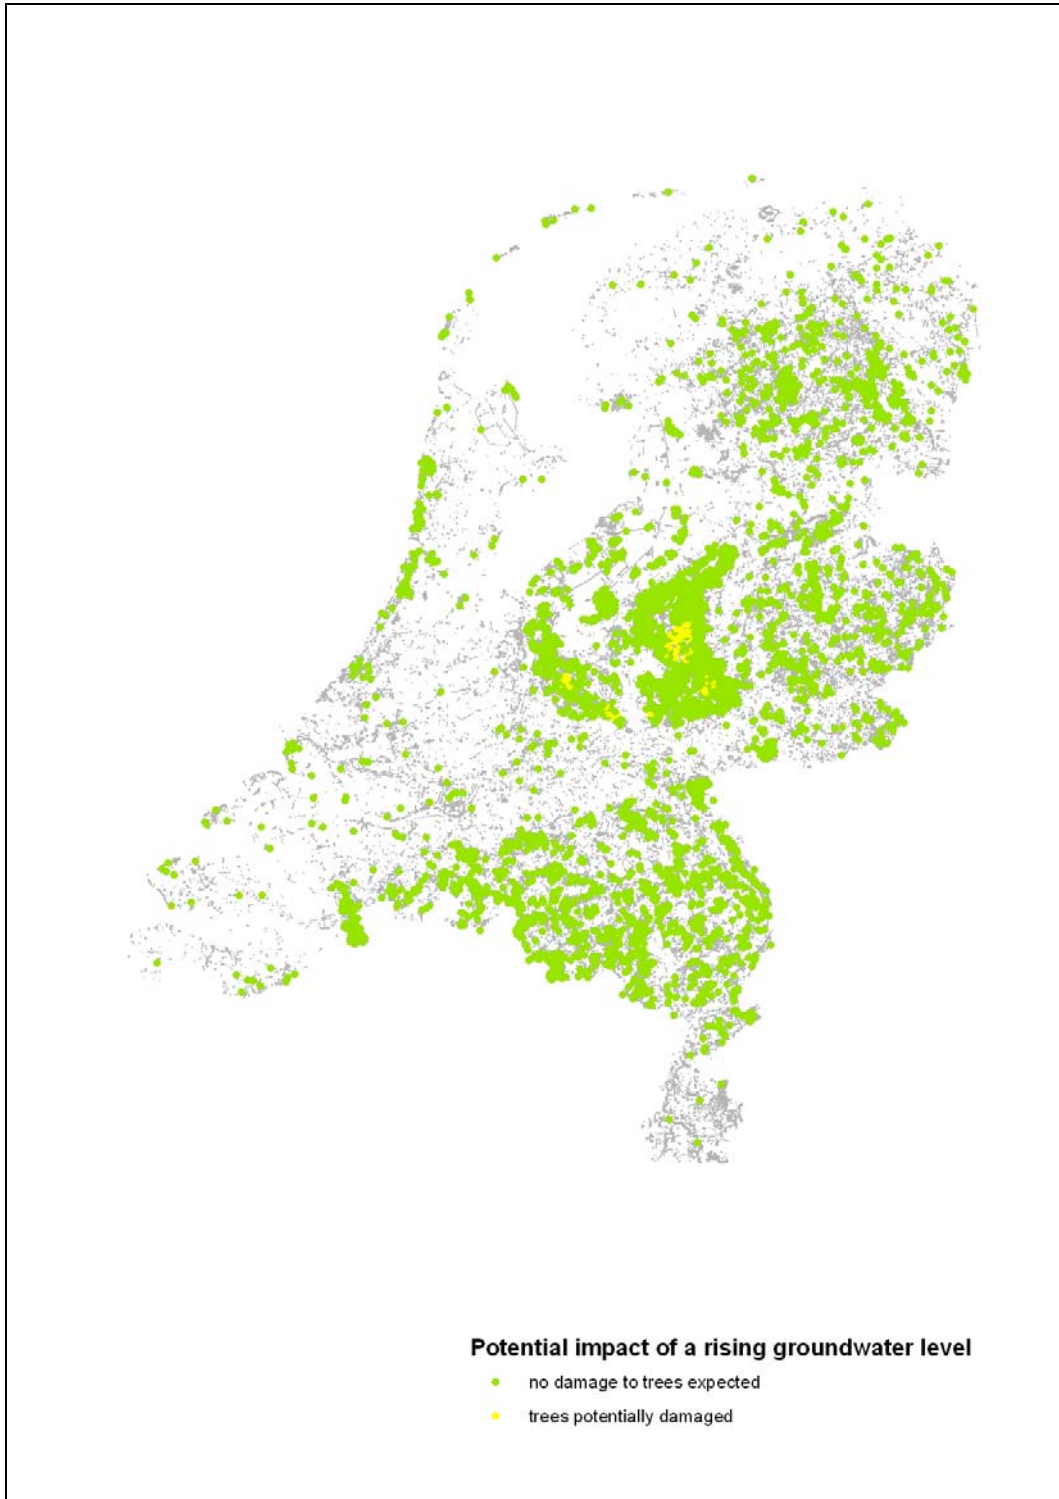 Potential impact of a rising groundwater level
no damage to trees expected
trees potentially damaged